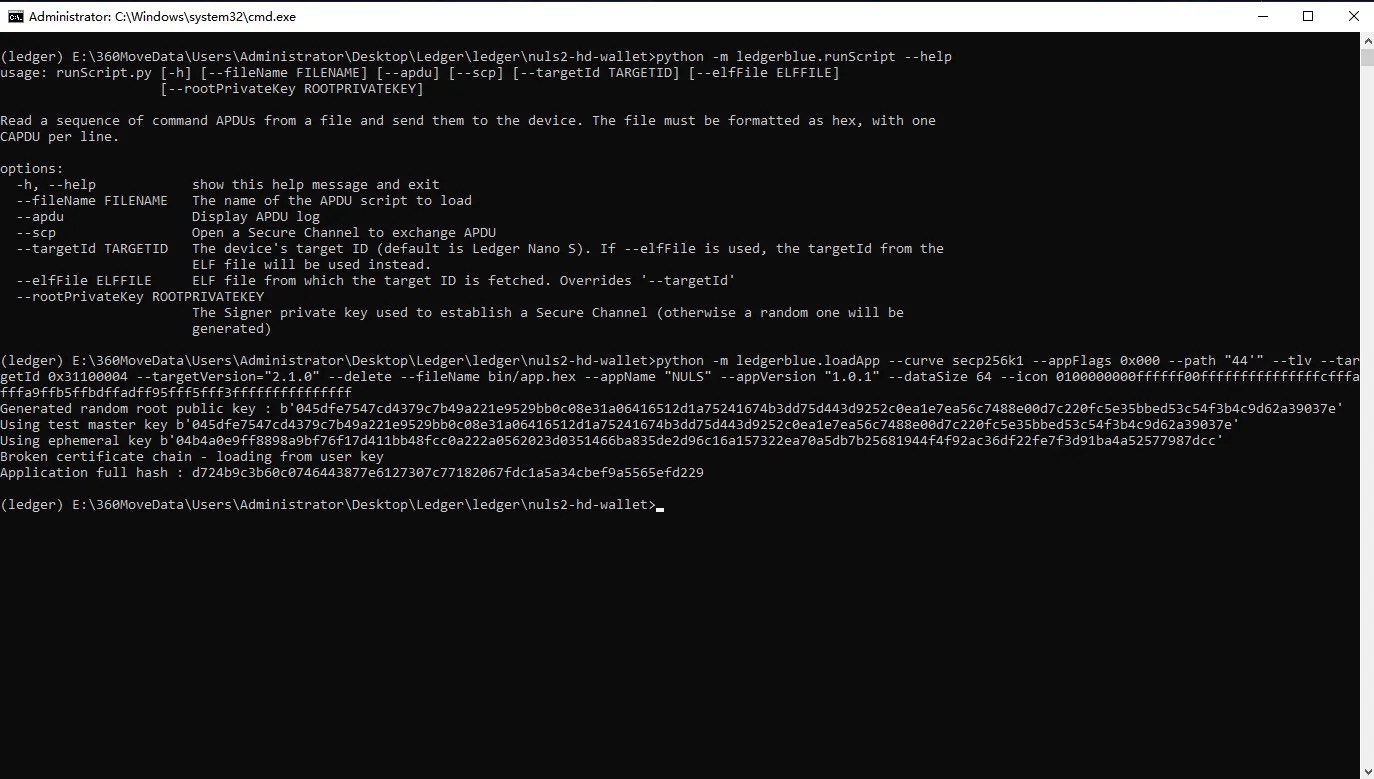 Administrator: C:\Windows\system32\cmd.exe
(ledger) E:\360MoveData\Users\Administrator\Desktop\Ledger\ledger\nuls2-hd-wallet>python -m ledgerblue.runScript --help
usage: runScript.py [-h] [--fileName FILENAME] [--apdu] [--scp] [--targetId TARGETID] [--elfFile ELFFILE]
                    [--rootPrivateKey ROOTPRIVATEKEY]
Read a sequence of command APDUs from a file and send them to the device. The file must be formatted as hex, with one
CAPDU per line.
options:
  -h, --help            show this help message and exit
  --fileName FILENAME   The name of the APDU script to load
  --apdu                Display APDU log
  --scp                 Open a Secure Channel to exchange APDU
  --targetId TARGETID   The device's target ID (default is Ledger Nano S). If --elfFile is used, the targetId from the
                        ELF file will be used instead.
  --elfFile ELFFILE     ELF file from which the target ID is fetched. Overrides '--targetId'
  --rootPrivateKey ROOTPRIVATEKEY
                        The Signer private key used to establish a Secure Channel (otherwise a random one will be
                        generated)
(ledger) E:\360MoveData\Users\Administrator\Desktop\Ledger\ledger\nuls2-hd-wallet>python -m ledgerblue.loadApp --curve secp256k1 --appFlags 0x000 --path "44'" --tlv --tar
getId 0x31100004 --targetVersion="2.1.0" --delete --fileName bin/app.hex --appName "NULS" --appVersion "1.0.1" --dataSize 64 --icon 0100000000ffffff00fffffffffffffffcfffa
fffa9ffb5ffbdffadff95fff5fff3fffffffffffffff
Generated random root public key : b'045dfe7547cd4379c7b49a221e9529bb0c08e31a06416512d1a75241674b3dd75d443d9252c0ea1e7ea56c7488e00d7c220fc5e35bbed53c54f3b4c9d62a39037e'
Using test master key b'045dfe7547cd4379c7b49a221e9529bb0c08e31a06416512d1a75241674b3dd75d443d9252c0ea1e7ea56c7488e00d7c220fc5e35bbed53c54f3b4c9d62a39037e'
Using ephemeral key b'04b4a0e9ff8898a9bf76f17d411bb48fcc0a222a0562023d0351466ba835de2d96c16a157322ea70a5db7b25681944f4f92ac36df22fe7f3d91ba4a52577987dcc'
Broken certificate chain - loading from user key
Application full hash : d724b9c3b60c0746443877e6127307c77182067fdc1a5a34cbef9a5565efd229
(ledger) E:\360MoveData\Users\Administrator\Desktop\Ledger\ledger\nuls2-hd-wallet>